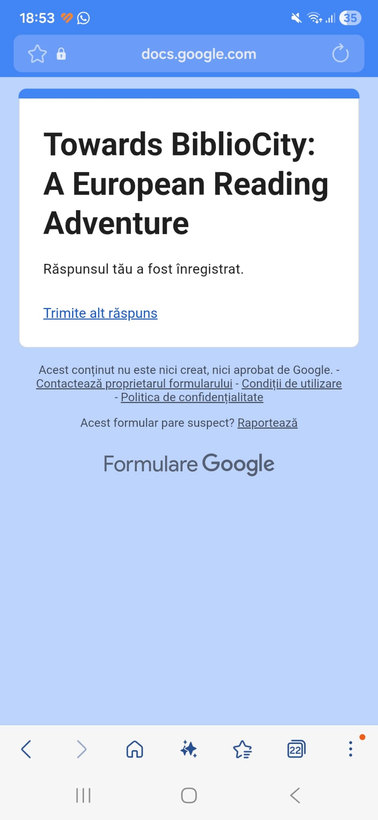 18:53
35
docs.google.com
Towards BiblioCity:
A European Reading
Adventure
Răspunsul tău a fost înregistrat.
Trimite alt răspuns
Acest conținut nu este nici creat, nici aprobat de Google. -
Contactează proprietarul formularului - Condiții de utilizare
- Politica de confidențialitate
Acest formular pare suspect? Raportează
Formulare Google
22